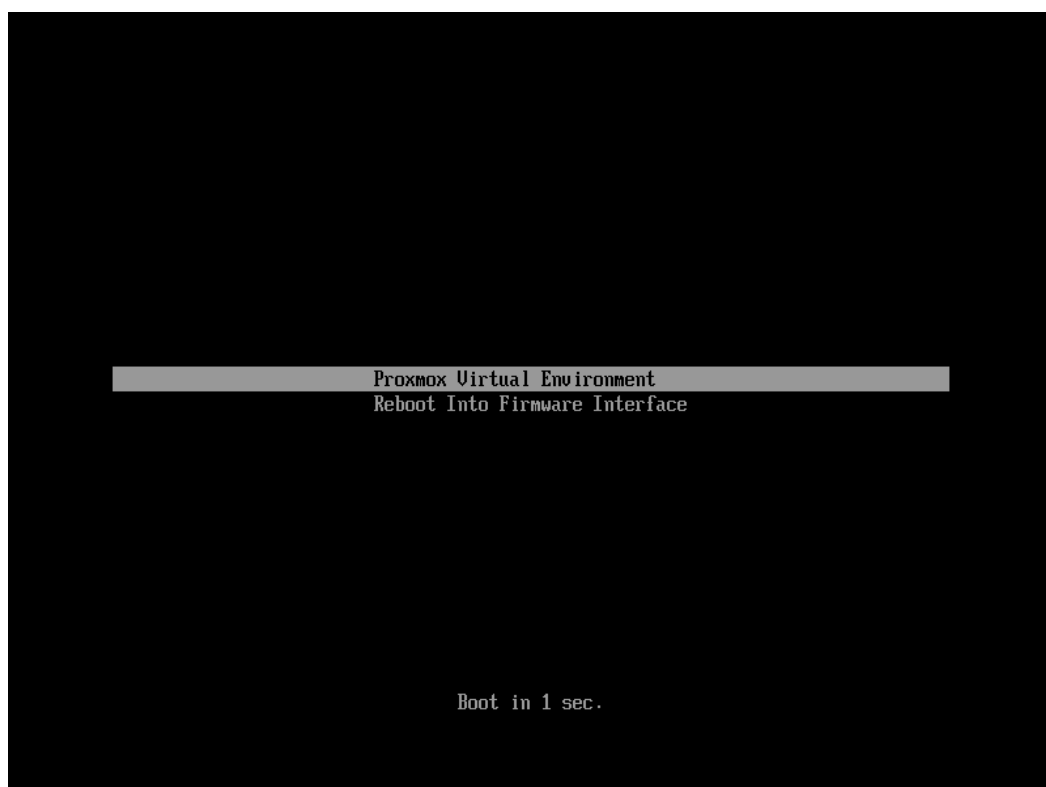 Proxmox Virtual Environment
Reboot Into Firmware Interface
Boot in 1 sec.